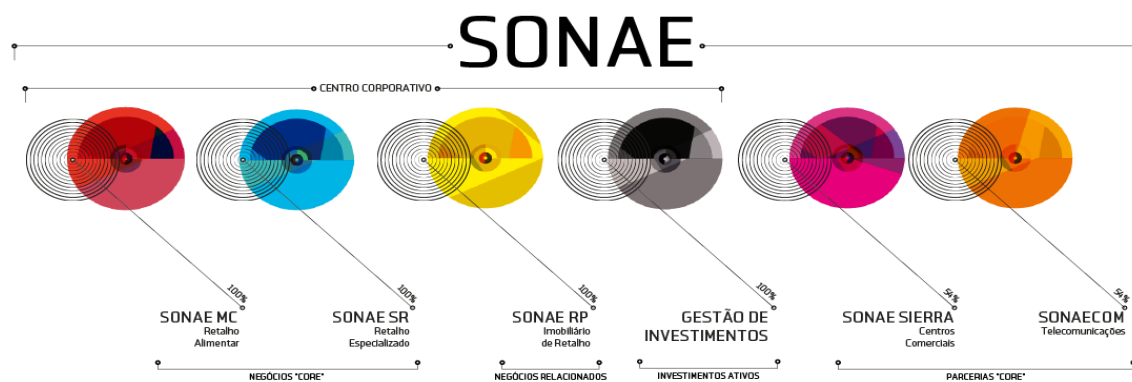 SONAE
CENTRO CORPORATIVO
100%
100%
100%
100%
54%
54%
SONAE MC
Retalho
Alimentar
SONAE SR
Retalho
Especializado
SONAE RP
Imobiliário
de Retalho
GESTÃO DE
INVESTIMENTOS
SONAE SIERRA
Centros
Comerciais
SONAECOM
Telecomunicações
NEGÓCIOS "CORE"
NEGÓCIOS RELACIONADOS
INVESTIMENTOS ATIVOS
PARCERIAS "CORE"